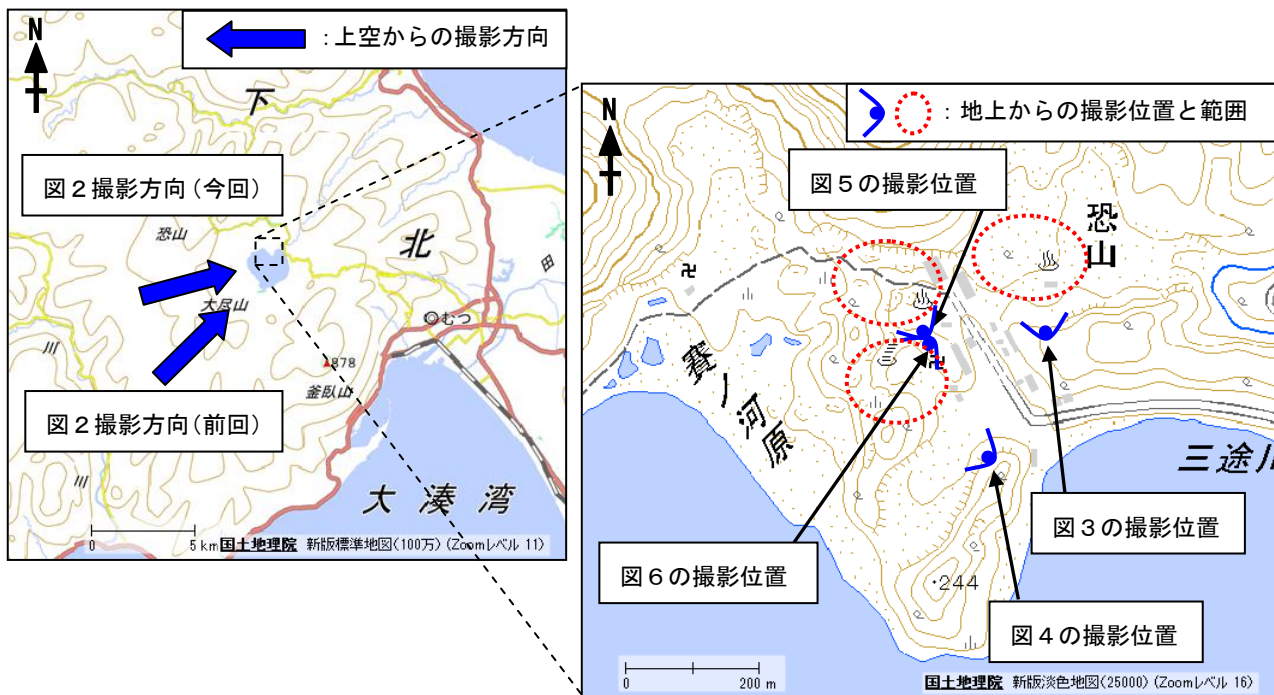 N
：上空からの撮影方向
下
図２撮影方向（今回）
恐山
北
田
大尽山
◎むつ
川
878
釜臥山
図２撮影方向（前回）
川
大湊湾
0 5 km
国土地理院 新版標準地図(100万) (Zoomレベル 11)
N
：地上からの撮影位置と範囲
図５の撮影位置
恐山
卍
卍
賽ノ河原
三途川
図３の撮影位置
図６の撮影位置
・244
図４の撮影位置
0 200 m
国土地理院 新版淡色地図(25000) (Zoomレベル 16)